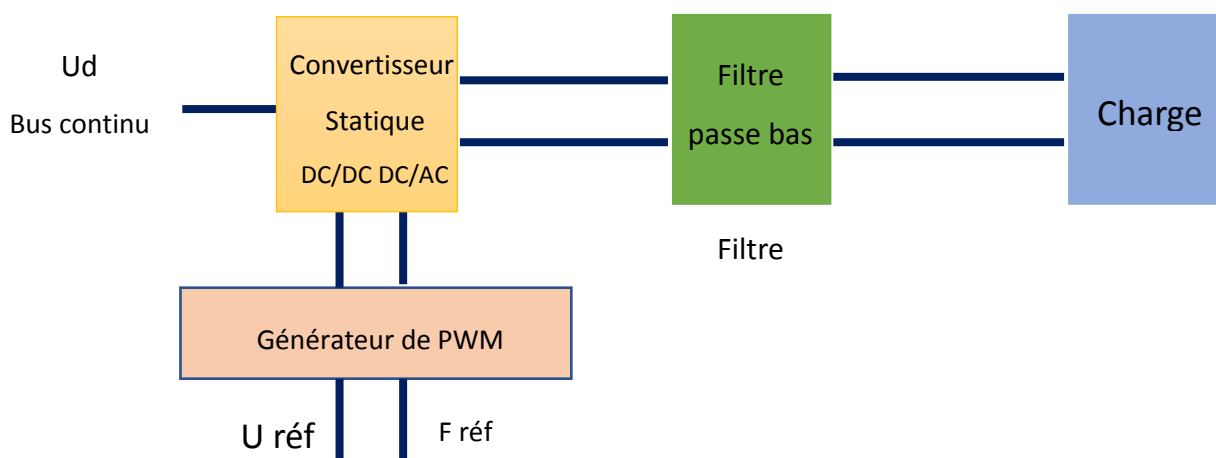 Ud
Bus continu
Convertisseur
Statique
DC/DC DC/AC
Filtre
passe bas
Charge
Filtre
Générateur de PWM
U réf
F réf